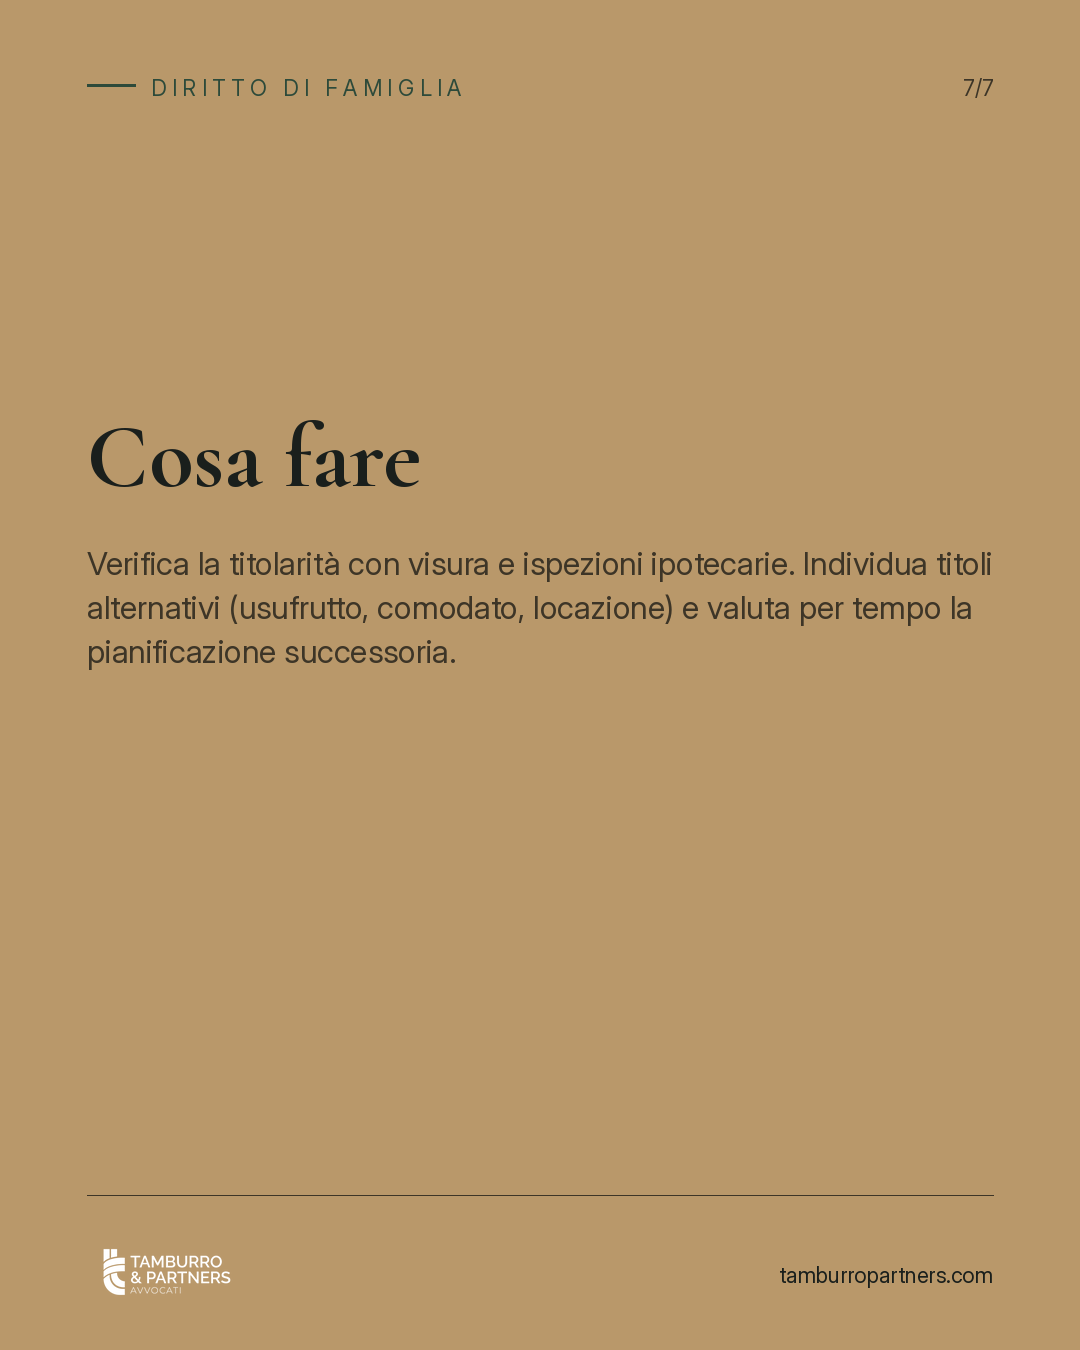 DIRITTO DI FAMIGLIA
7/7
Cosa fare
Verifica la titolarità con visura e ispezioni ipotecarie. Individua titoli
alternativi (usufrutto, comodato, locazione) e valuta per tempo la
pianificazione successoria.
TAMBURRO
& PARTNERS
AVVOCATI
tamburropartners.com